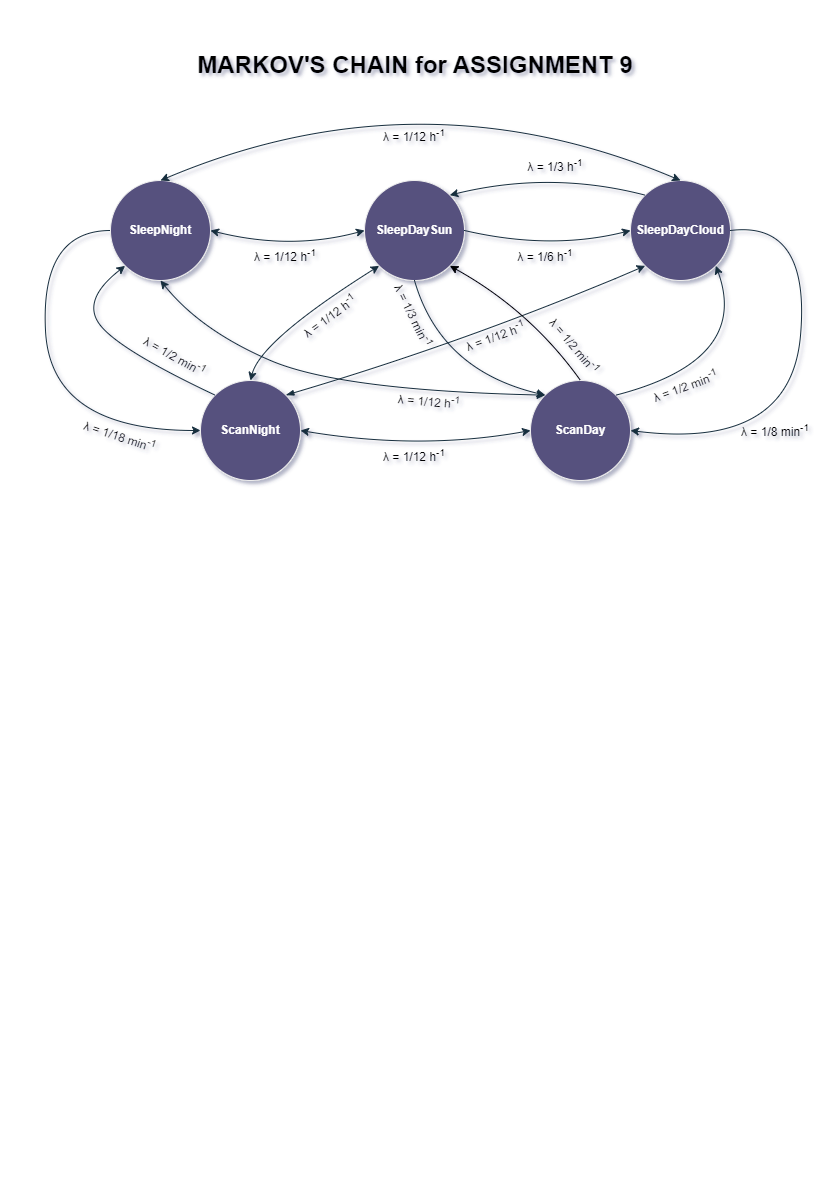 MARKOV'S CHAIN for ASSIGNMENT 9
λ = 1/12 h⁻¹
λ = 1/3 h⁻¹
SleepNight
SleepDaySun
SleepDayCloud
λ = 1/12 h⁻¹
λ = 1/6 h⁻¹
λ = 1/12 h⁻¹
λ = 1/3 min⁻¹
λ = 1/12 h⁻¹
λ = 1/2 min⁻¹
λ = 1/2 min⁻¹
λ = 1/2 min⁻¹
λ = 1/12 h⁻¹
λ = 1/18 min⁻¹
ScanNight
ScanDay
λ = 1/8 min⁻¹
λ = 1/12 h⁻¹